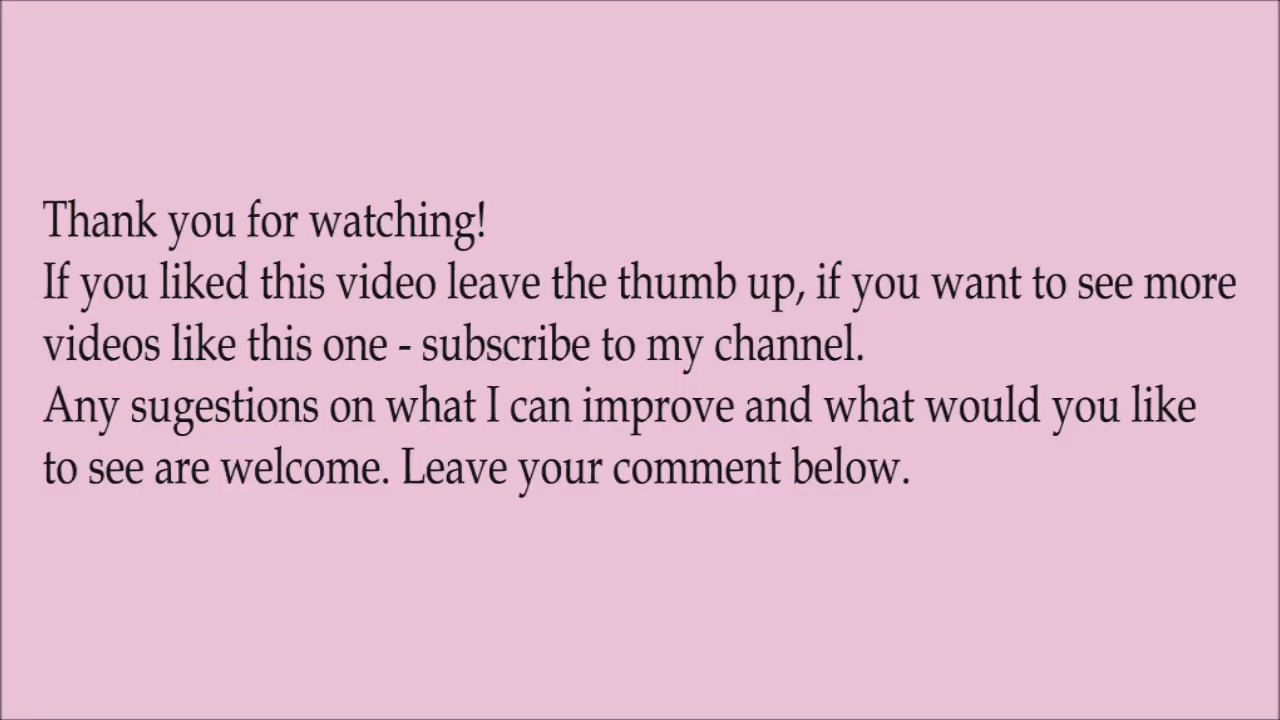 Thank you for watching!
If you liked this video leave the thumb up, if you want to see more
videos like this one - subscribe to my channel.
Any sugestions on what I can improve and what would you like
to see are welcome. Leave your comment below.